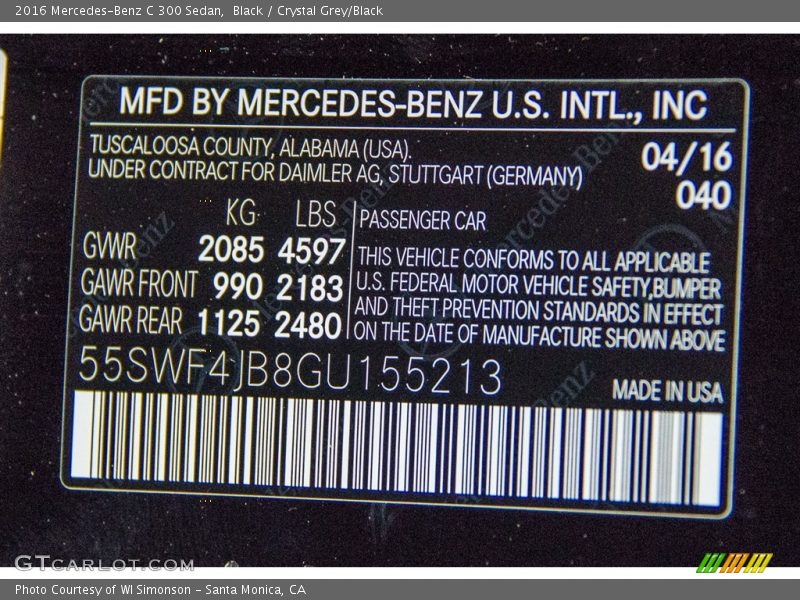 2016 Mercedes-Benz C 300 Sedan, Black / Crystal Grey/Black
MFD BY MERCEDES-BENZ U.S. INTL., INC
TUSCALOOSA COUNTY, ALABAMA (USA).
UNDER CONTRACT FOR DAIMLER AG, STUTTGART (GERMANY)
04/16
040
KG LBS
GVWR 2085 4597
GAWR FRONT 990 2183
GAWR REAR 1125 2480
PASSENGER CAR
THIS VEHICLE CONFORMS TO ALL APPLICABLE
U.S. FEDERAL MOTOR VEHICLE SAFETY,BUMPER
AND THEFT PREVENTION STANDARDS IN EFFECT
ON THE DATE OF MANUFACTURE SHOWN ABOVE
55SWF4JB8GU155213
MADE IN USA
GTCARLOT.COM
Photo Courtesy of WI Simonson - Santa Monica, CA